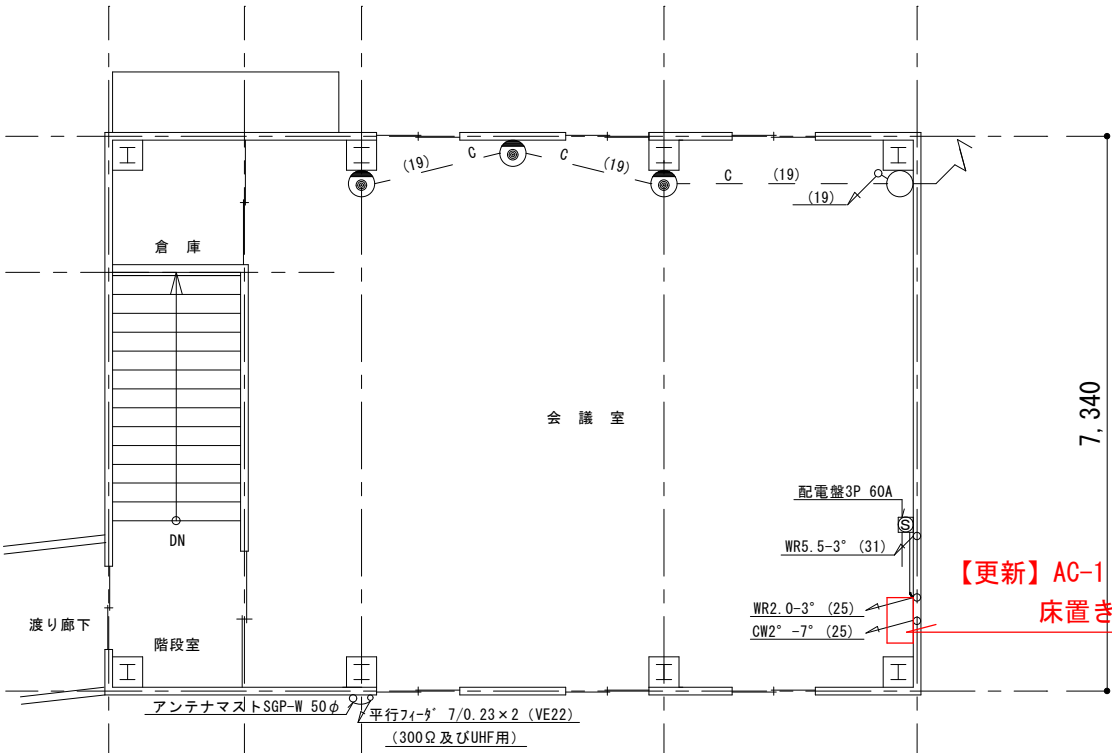 (19)
C
C
(19)
C
(19)
(19)
倉 庫
会 議 室
7,340
配電盤3P 60A
S
DN
WR5.5-3° (31)
【更新】AC-1
床置き
WR2.0-3° (25)
CW2° -7° (25)
渡り廊下
階段室
アンテナマストSGP-W 50φ
平行フィーダ 7/0.23×2 (VE22)
(300Ω及びUHF用)